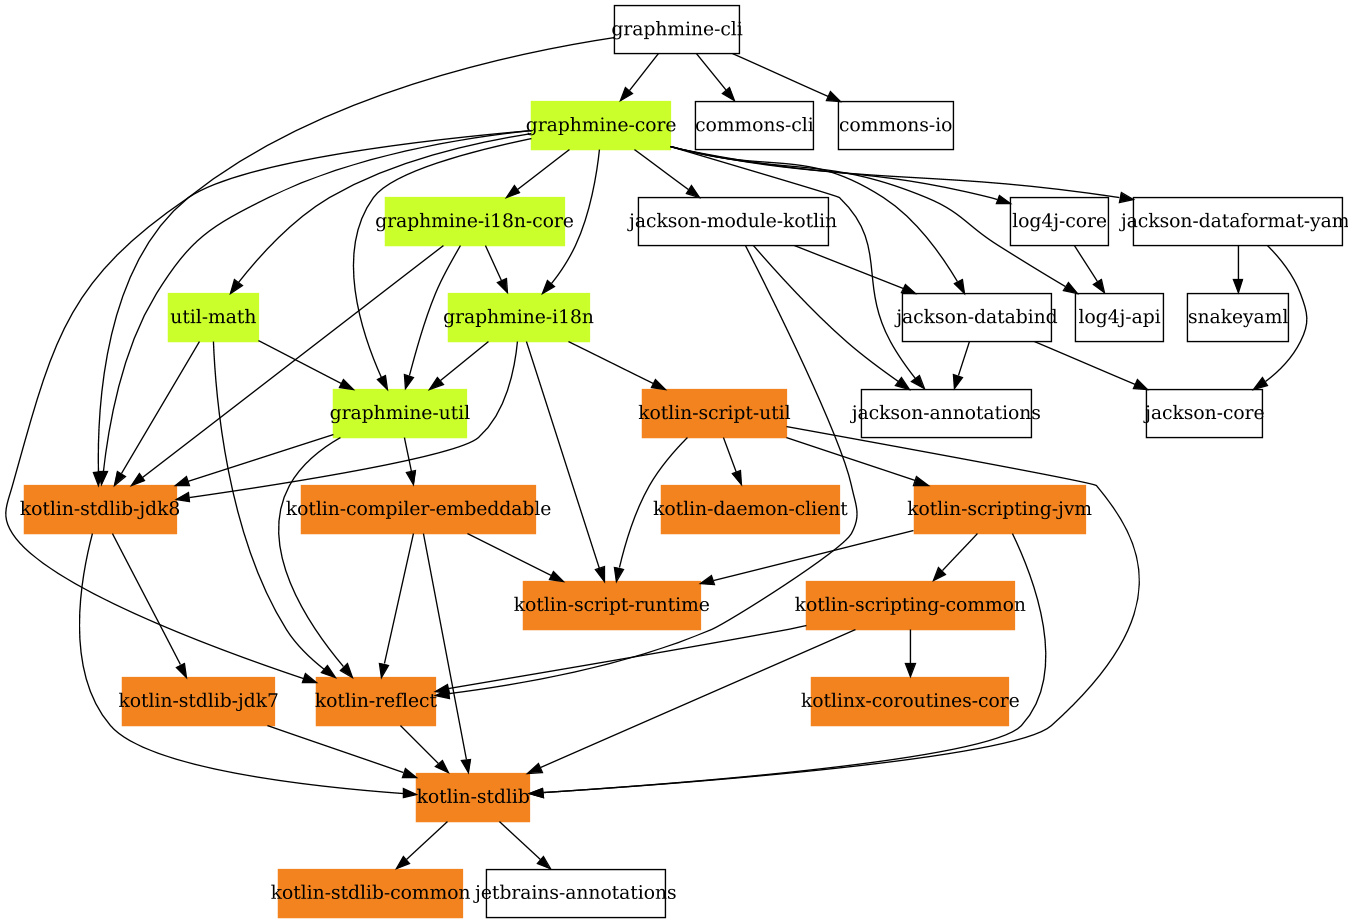 graphmine-cli
graphmine-core
commons-cli
commons-io
graphmine-i18n-core
jackson-module-kotlin
log4j-core
jackson-dataformat-yam
util-math
graphmine-i18n
jackson-databind
log4j-api
snakeyaml
graphmine-util
kotlin-script-util
jackson-annotations
jackson-core
kotlin-stdlib-jdk8
kotlin-compiler-embeddable
kotlin-daemon-client
kotlin-scripting-jvm
kotlin-script-runtime
kotlin-scripting-common
kotlin-stdlib-jdk7
kotlin-reflect
kotlinx-coroutines-core
kotlin-stdlib
kotlin-stdlib-common
jetbrains-annotations